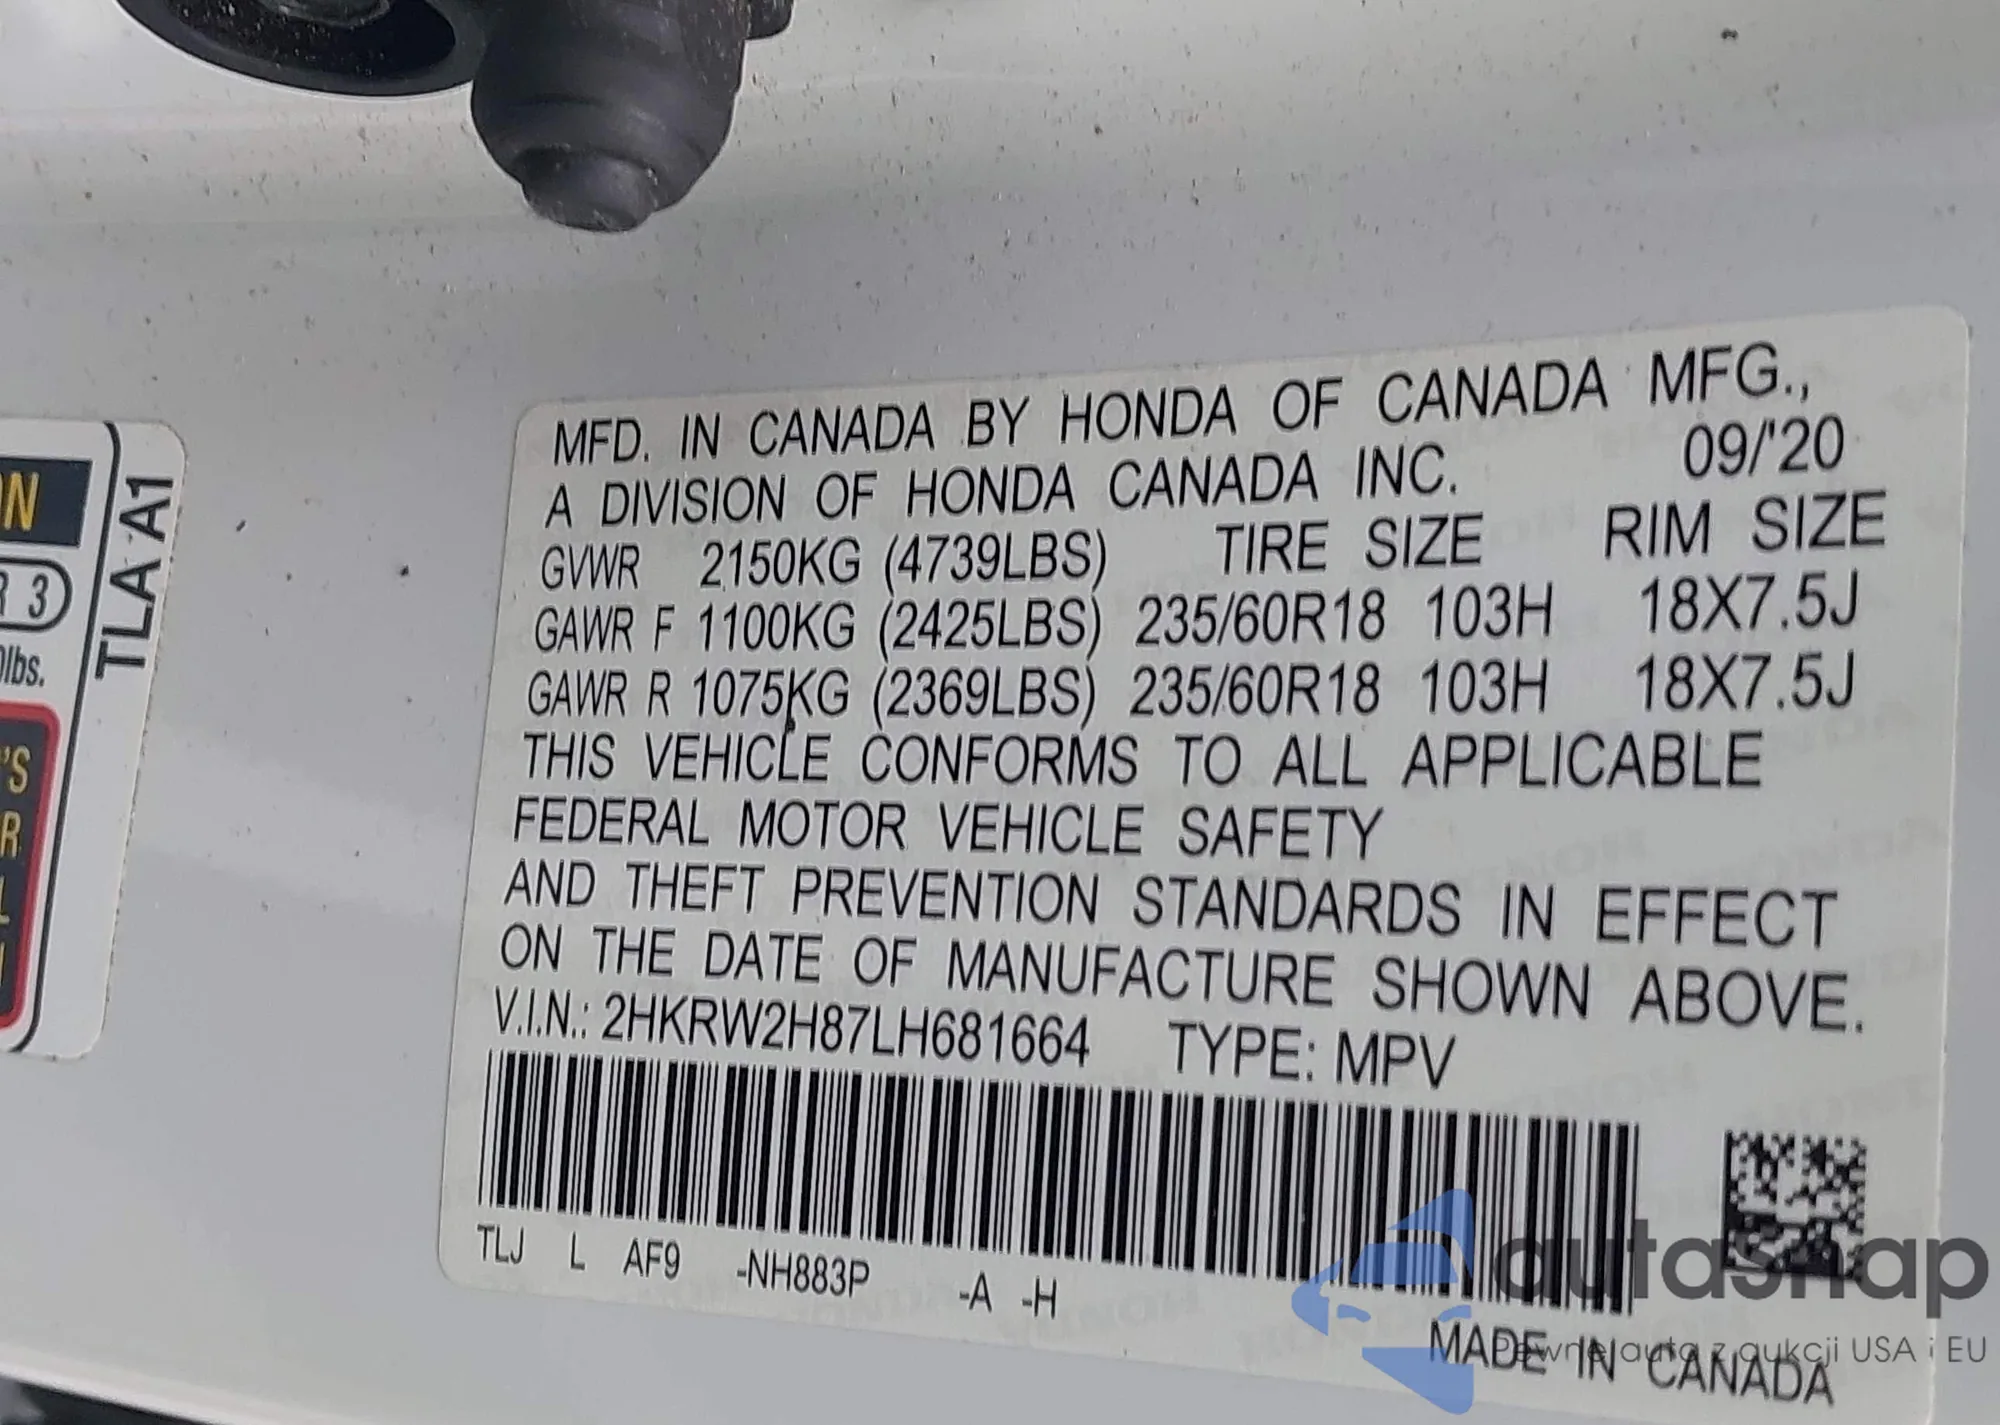 MFD. IN CANADA BY HONDA OF CANADA MFG.,
A DIVISION OF HONDA CANADA INC. 09/'20
GVWR 2150KG (4739LBS) TIRE SIZE RIM SIZE
GAWR F 1100KG (2425LBS) 235/60R18 103H 18X7.5J
GAWR R 1075KG (2369LBS) 235/60R18 103H 18X7.5J
THIS VEHICLE CONFORMS TO ALL APPLICABLE
FEDERAL MOTOR VEHICLE SAFETY
AND THEFT PREVENTION STANDARDS IN EFFECT
ON THE DATE OF MANUFACTURE SHOWN ABOVE.
V.I.N.: 2HKRW2H87LH681664 TYPE: MPV
TLJ L AF9 -NH883P -A -H
MADE IN CANADA
TLA A1
3
lbs.
autasnap
Pewne auta z aukcji USA i EU